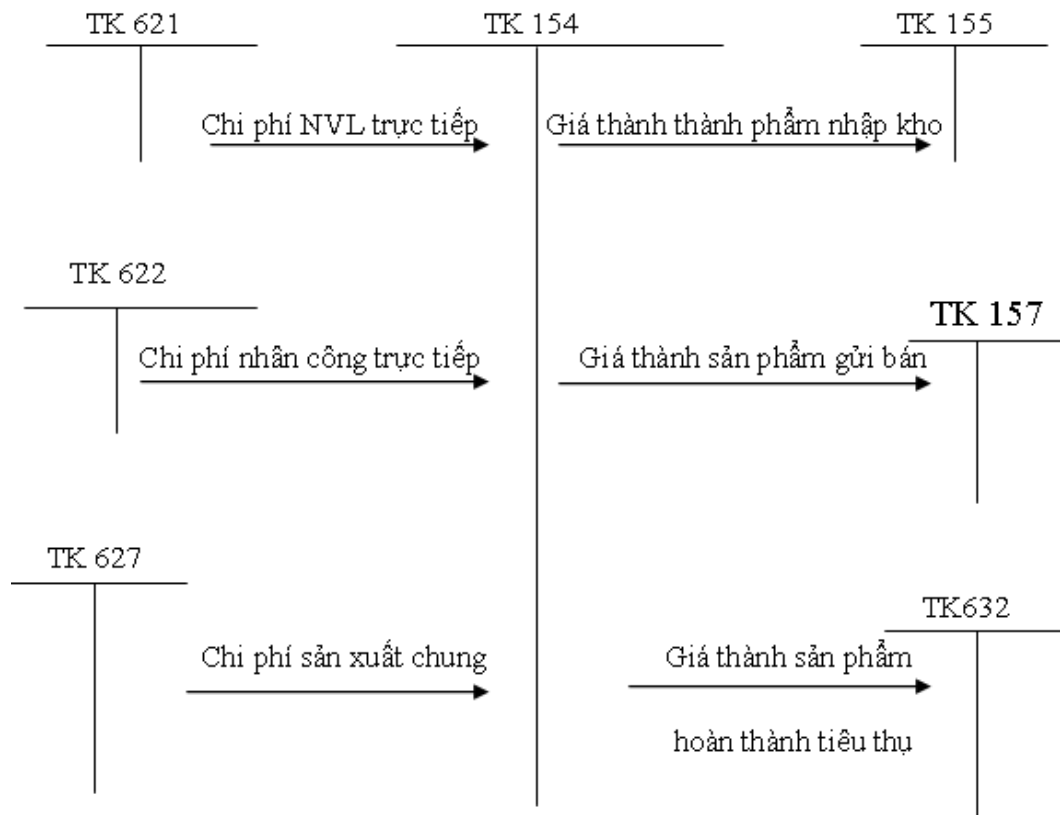 TK 621
TK 154
TK 155
Chi phí NVL trực tiếp
Giá thành thành phẩm nhập kho
TK 622
TK 157
Chi phí nhân công trực tiếp
Giá thành sản phẩm gửi bán
TK 627
TK632
Chi phí sản xuất chung
Giá thành sản phẩm
hoàn thành tiêu thụ